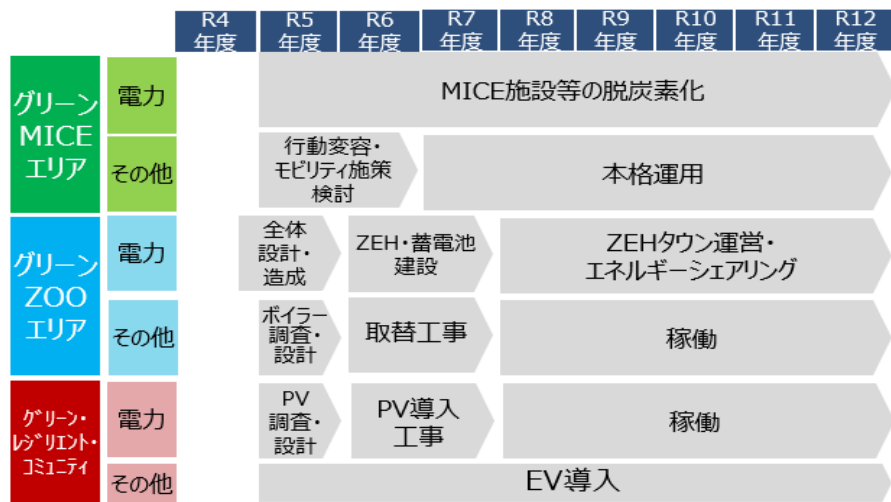 R4
年度
R5
年度
R6
年度
R7
年度
R8
年度
R9
年度
R10
年度
R11
年度
R12
年度
グリーン
MICE
エリア
電力
MICE施設等の脱炭素化
その他
行動変容・
モビリティ施策
検討
本格運用
グリーン
ZOO
エリア
電力
全体
設計・
造成
ZEH・蓄電池
建設
ZEHタウン運営・
エネルギーシェアリング
その他
ボイラー
調査・
設計
取替工事
稼働
グリーン・
レジリエント・
コミュニティ
電力
PV
調査・
設計
PV導入
工事
稼働
その他
EV導入